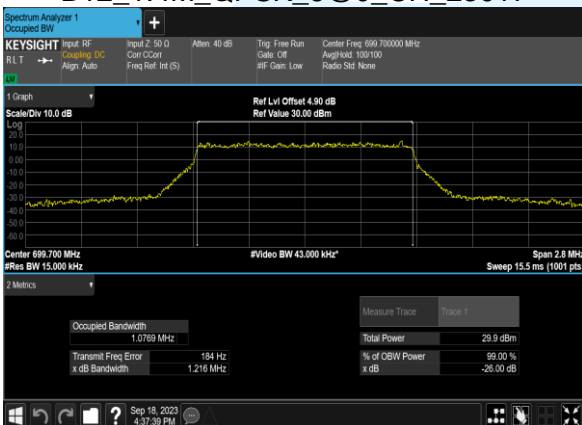 Spectrum Analyzer 1
Occupied BW
+
KEYSIGHT
Input: RF
Coupling: DC
Align: Auto
Input Z: 50 Ω
Corr CCorr
Freq Ref: Int (S)
Atten: 40 dB
Trig: Free Run
Gate: Off
#IF Gain: Low
Center Freq: 699.700000 MHz
Avg|Hold: 100/100
Radio Std: None
R L T
LXI
1 Graph
Ref Lvl Offset 4.90 dB
Scale/Div 10.0 dB
Ref Value 30.00 dBm
Log
20.0
10.0
0.00
-10.0
-20.0
-30.0
-40.0
-50.0
-60.0
Center 699.700 MHz
#Video BW 43.000 kHz*
Span 2.8 MHz
#Res BW 15.000 kHz
Sweep 15.5 ms (1001 pts
2 Metrics
Measure Trace
Trace 1
Occupied Bandwidth
1.0769 MHz
Total Power
29.9 dBm
Transmit Freq Error
184 Hz
% of OBW Power
99.00 %
x dB Bandwidth
1.216 MHz
x dB
-26.00 dB
?
Sep 18, 2023
4:37:39 PM